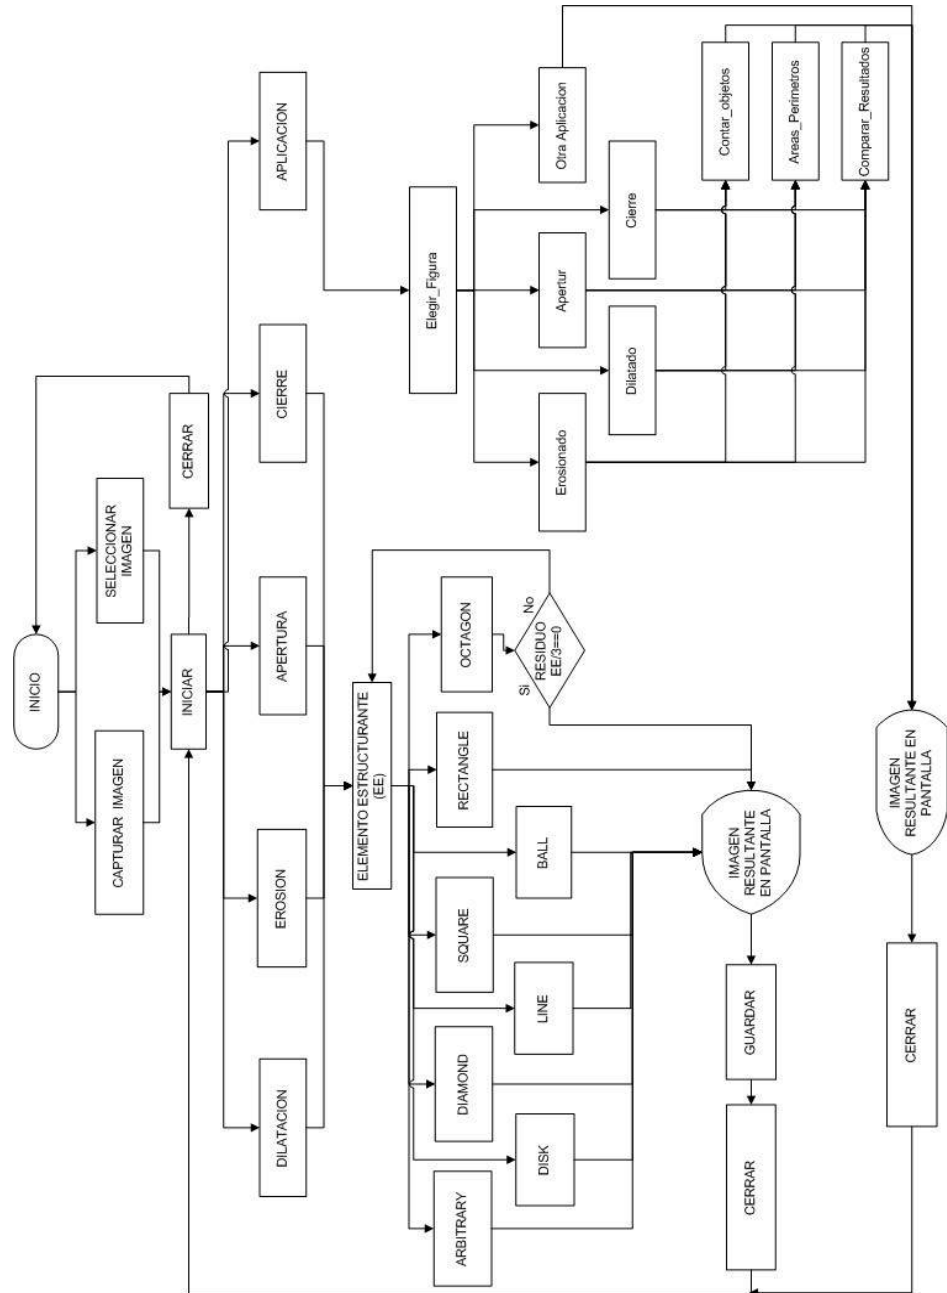 INICIO
CAPTURAR IMAGEN
SELECCIONAR
IMAGEN
INICIAR
CERRAR
DILATACION
EROSION
APERTURA
CIERRE
APLICACION
ELEMENTO ESTRUCTURANTE
(EE)
ARBITRARY
DIAMOND
SQUARE
RECTANGLE
OCTAGON
DISK
LINE
BALL
Si
No
RESIDUO
EE/3==0
IMAGEN
RESULTANTE
EN PANTALLA
GUARDAR
CERRAR
Elegir_Figura
Erosionado
Apertur
Otra Aplicacion
Dilatado
Cierre
Contar_objetos
Areas_Perimetros
Comparar_Resultados
IMAGEN
RESULTANTE EN
PANTALLA
CERRAR